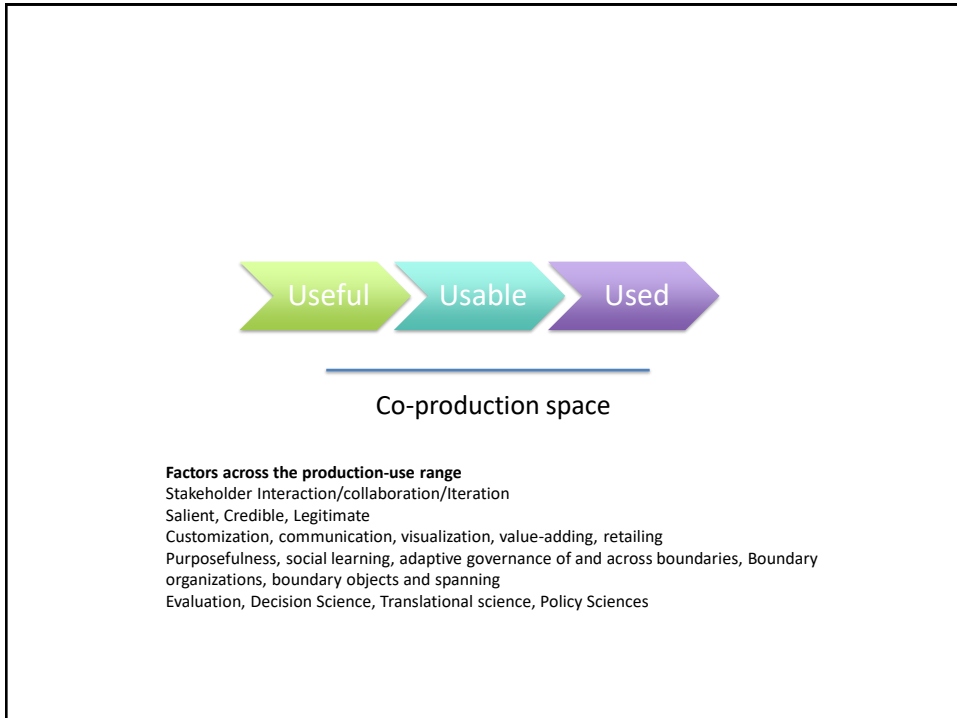 Useful Usable Used
Co-production space
Factors across the production-use range
Stakeholder Interaction/collaboration/Iteration
Salient, Credible, Legitimate
Customization, communication, visualization, value-adding, retailing
Purposefulness, social learning, adaptive governance of and across boundaries, Boundary
organizations, boundary objects and spanning
Evaluation, Decision Science, Translational science, Policy Sciences